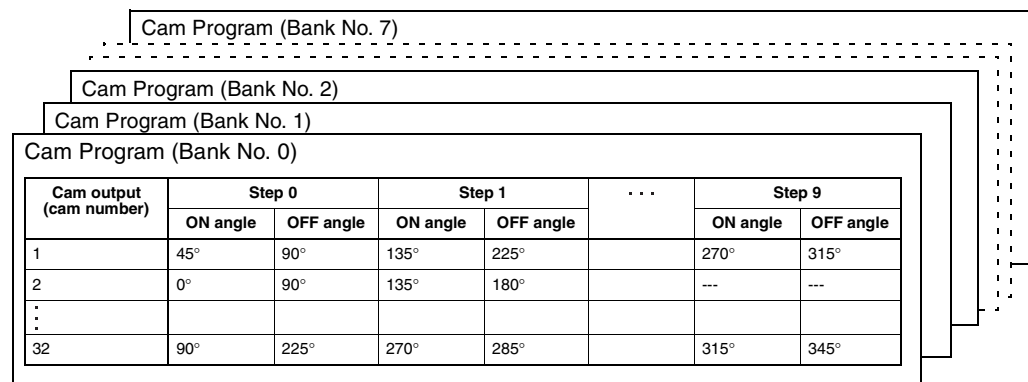 Cam Program (Bank No. 7)
Cam Program (Bank No. 2)
Cam Program (Bank No. 1)
Cam Program (Bank No. 0)
Cam output (cam number) Step 0 Step 1 · · · Step 9
ON angle OFF angle ON angle OFF angle ON angle OFF angle
1 45° 90° 135° 225° 270° 315°
2 0° 90° 135° 180° --- ---
⋮
32 90° 225° 270° 285° 315° 345°